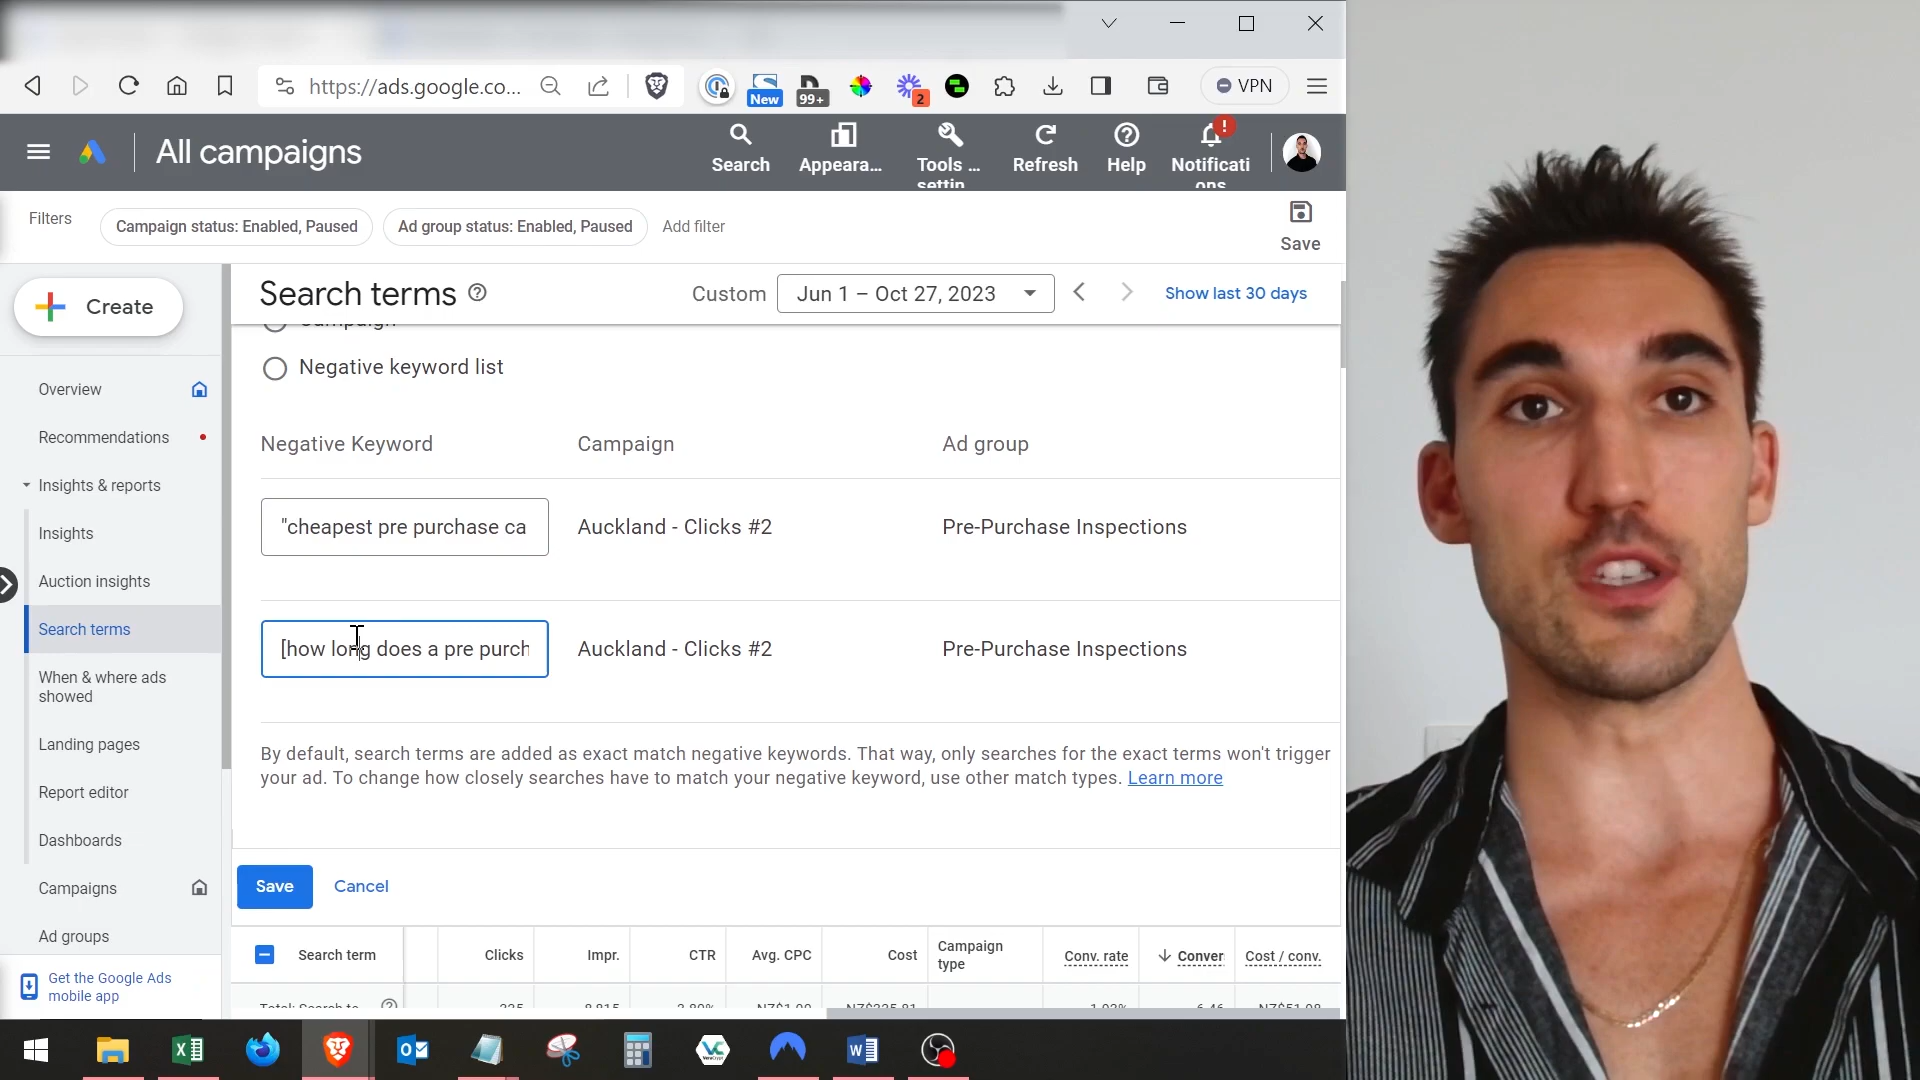 https://ads.google.co...
New
99+
2
VPN
All campaigns
Search
Appeara...
Tools ...
settin
Refresh
Help
!
Notificati
ons
Filters
Campaign status: Enabled, Paused
Ad group status: Enabled, Paused
Add filter
Save
Create
Search terms
Custom
Jun 1 – Oct 27, 2023
Show last 30 days
Overview
Recommendations
Insights & reports
Insights
Auction insights
Search terms
When & where ads
showed
Landing pages
Report editor
Dashboards
Campaigns
Ad groups
Get the Google Ads
mobile app
Campaign
Negative keyword list
Negative Keyword
Campaign
Ad group
"cheapest pre purchase ca
Auckland - Clicks #2
Pre-Purchase Inspections
[how long does a pre purch
Auckland - Clicks #2
Pre-Purchase Inspections
By default, search terms are added as exact match negative keywords. That way, only searches for the exact terms won't trigger
your ad. To change how closely searches have to match your negative keyword, use other match types. Learn more
Save
Cancel
Search term
Clicks
Impr.
CTR
Avg. CPC
Cost
Campaign
type
Conv. rate
Conver
Cost / conv.
Total: Search te